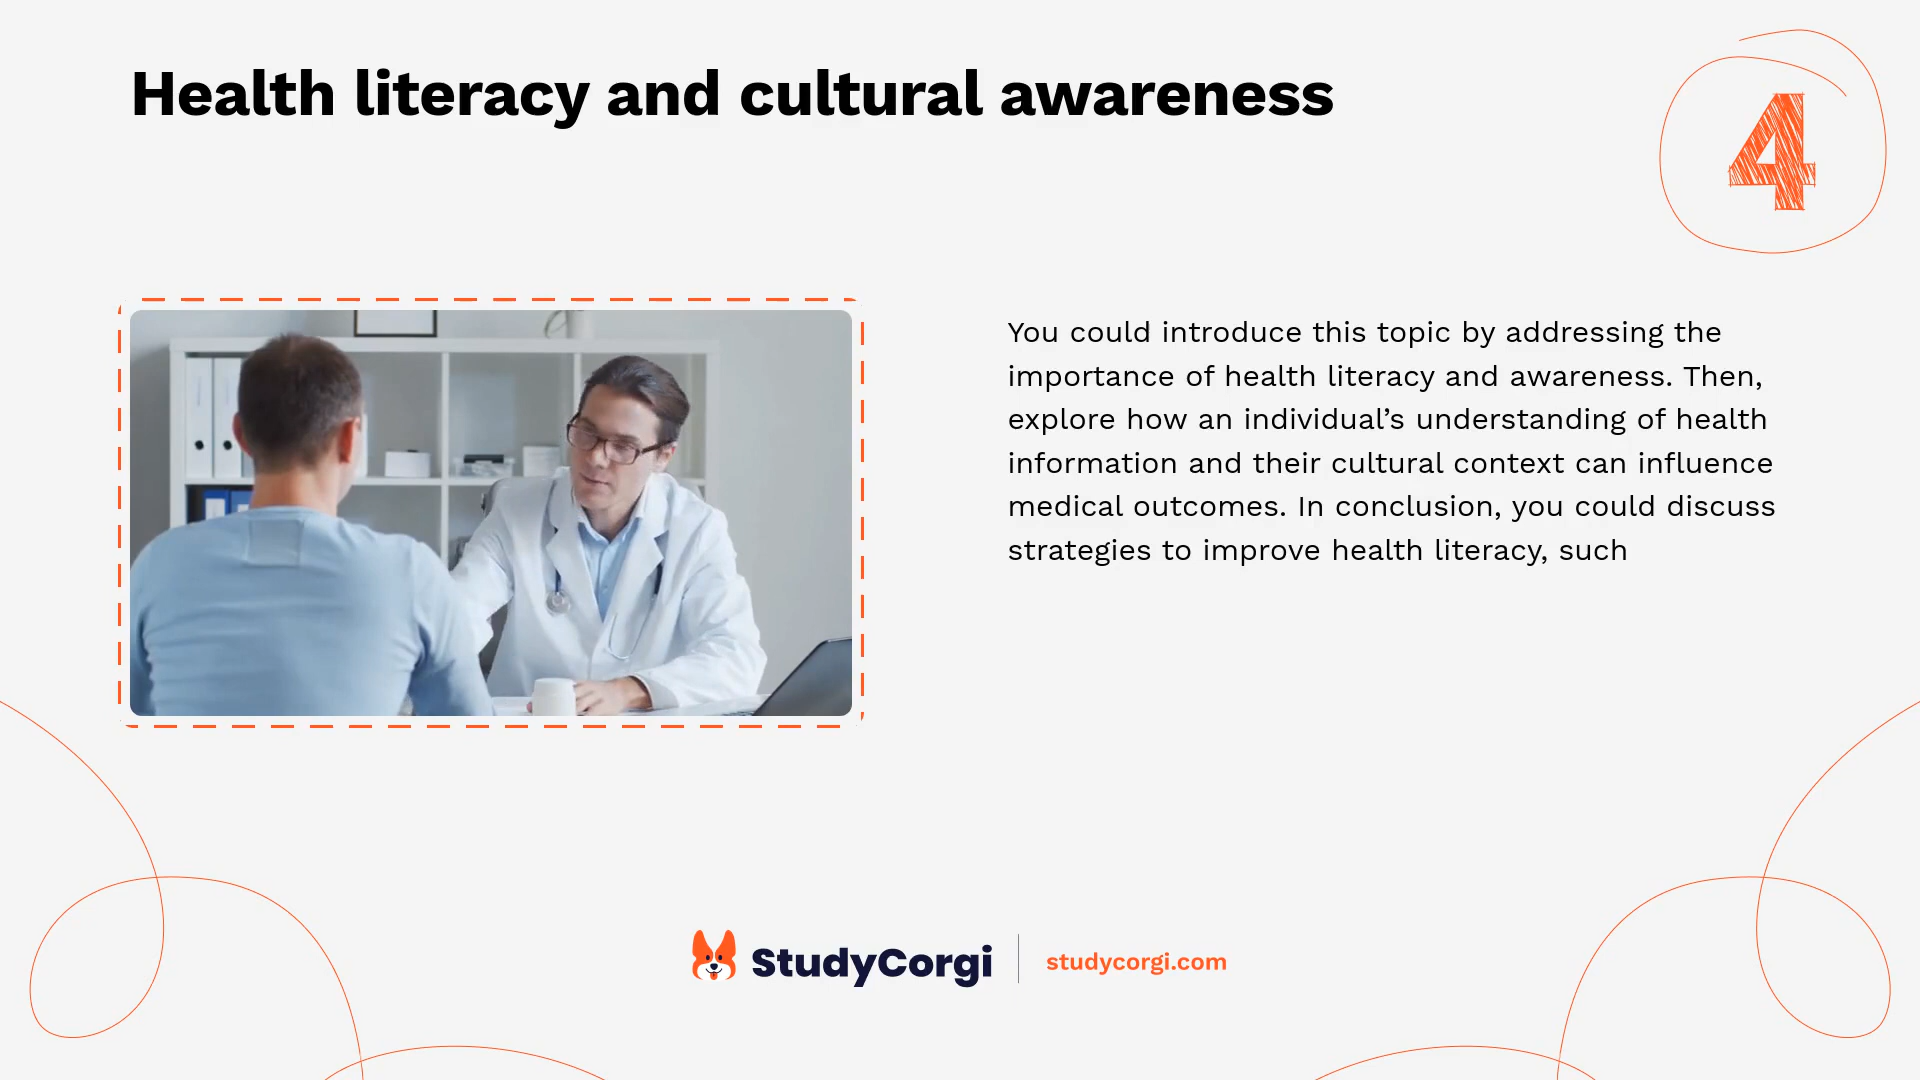 Health literacy and cultural awareness
4
You could introduce this topic by addressing the
importance of health literacy and awareness. Then,
explore how an individual’s understanding of health
information and their cultural context can influence
medical outcomes. In conclusion, you could discuss
strategies to improve health literacy, such
StudyCorgi
studycorgi.com